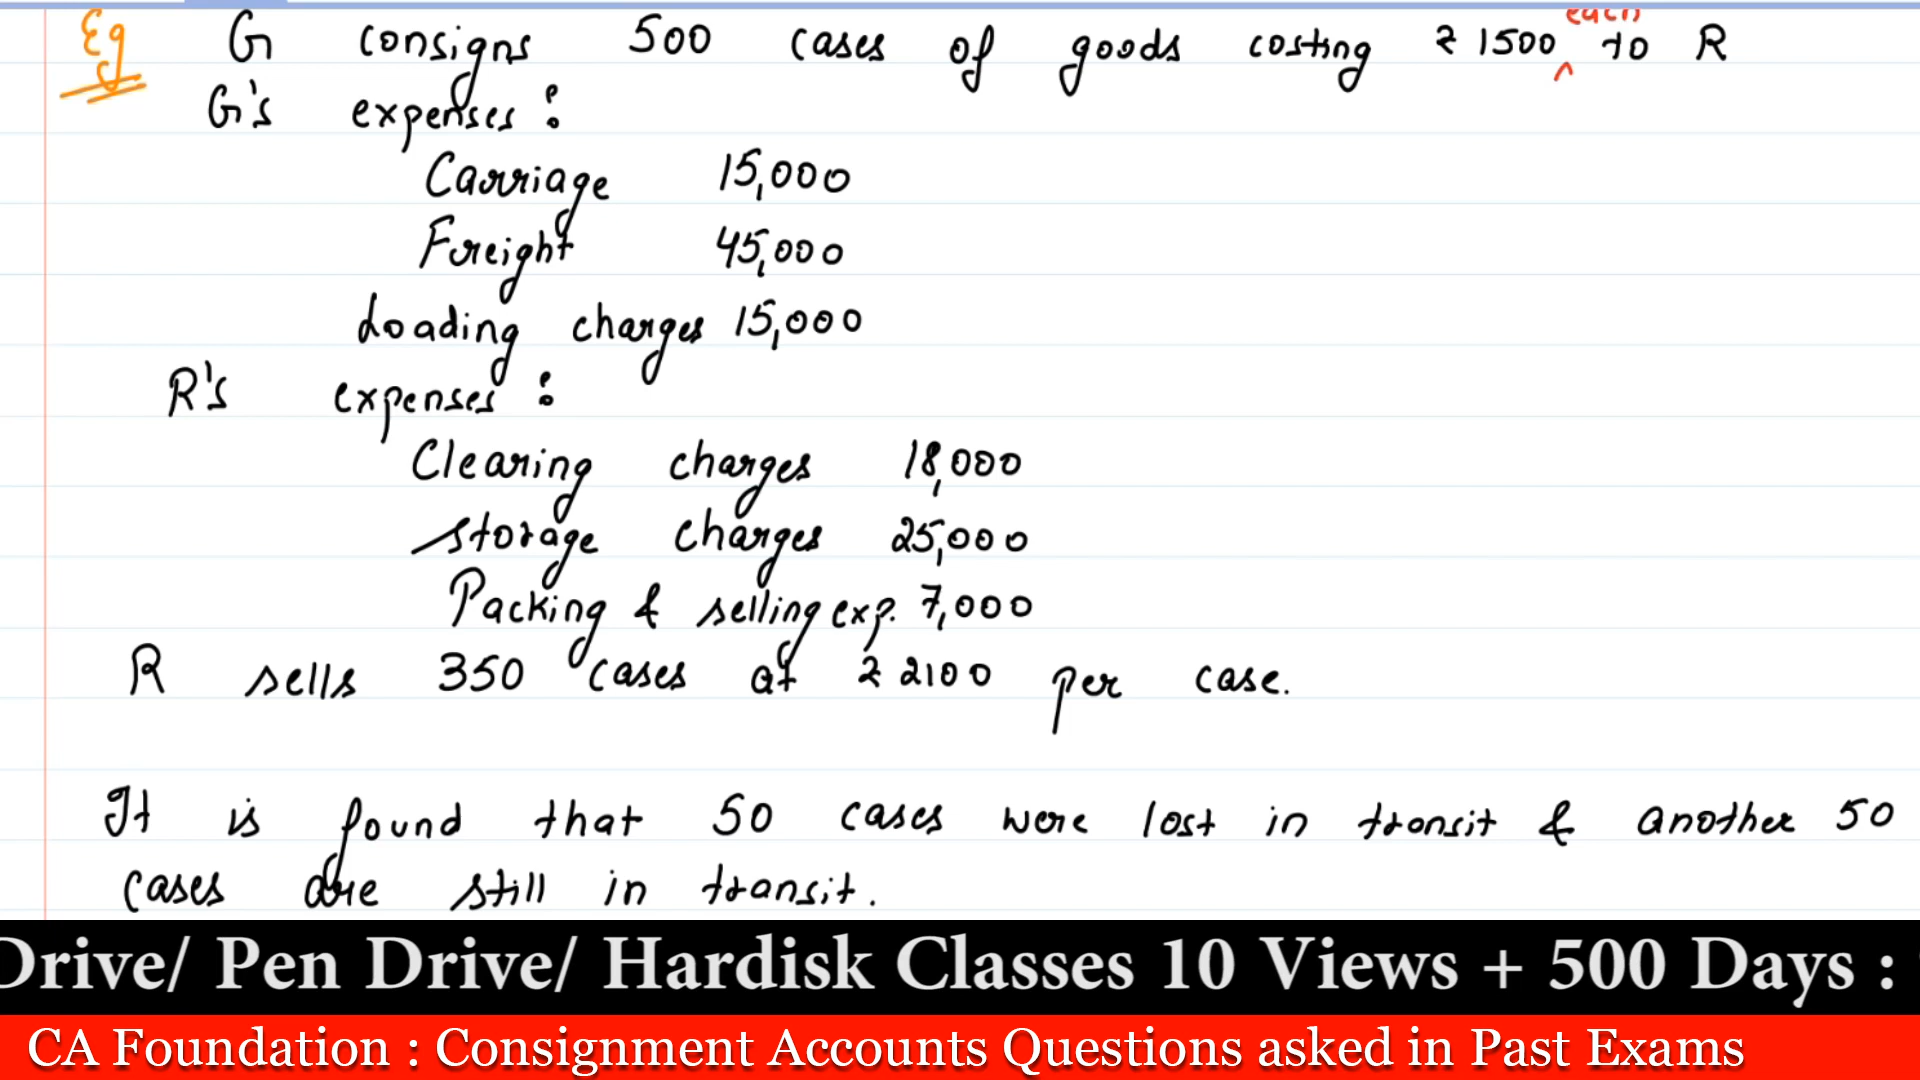 Eg G consigns 500 cases of goods costing ₹ 1500 each to R
G's expenses :
Carriage 15,000
Freight 45,000
Loading charges 15,000
R's expenses :
Clearing charges 18,000
Storage charges 25,000
Packing & selling exp. 7,000
R sells 350 cases at ₹ 2100 per case.
It is found that 50 cases were lost in transit & another 50
cases are still in transit.
Drive/ Pen Drive/ Hardisk Classes 10 Views + 500 Days :
CA Foundation : Consignment Accounts Questions asked in Past Exams